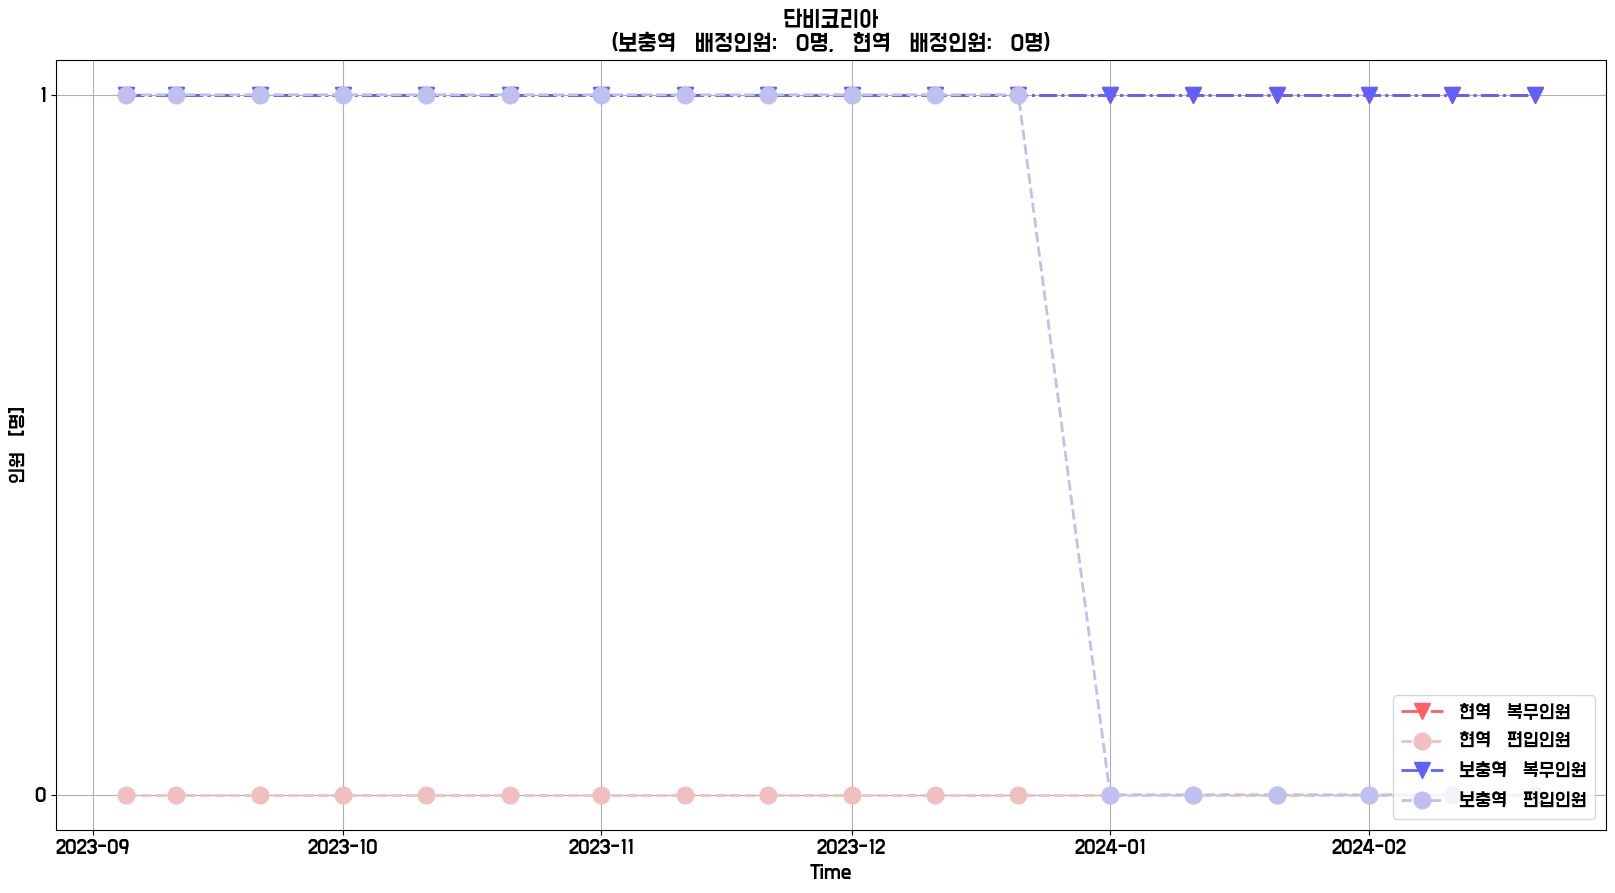 단비코리아
(보충역 배정인원: 0명, 현역 배정인원: 0명)
인원 [명]
1
0
현역 복무인원
현역 편입인원
보충역 복무인원
보충역 편입인원
2023-09 2023-10 2023-11 2023-12 2024-01 2024-02
Time